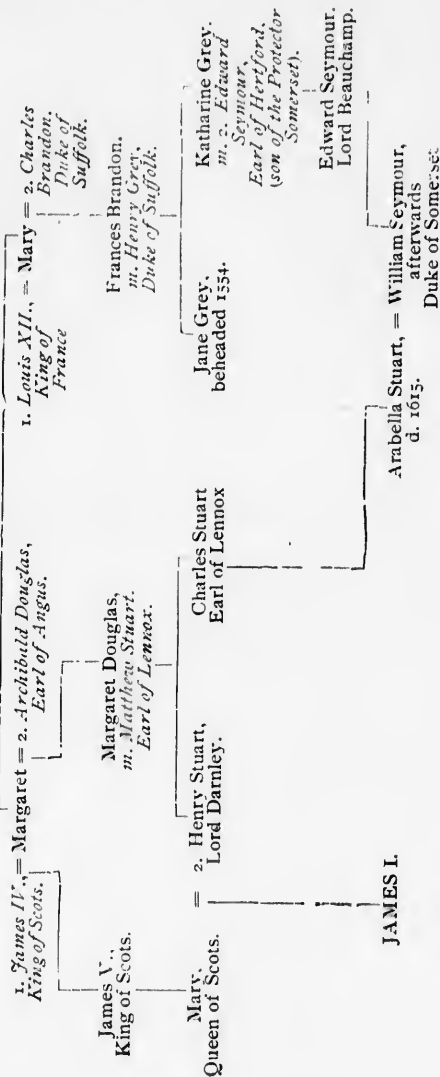 1. James IV., = Margaret = 2. Archibald Douglas,
King of Scots.
Earl of Angus.
1. Louis XII., = Mary = 2. Charles
King of
France
Brandon,
Duke of
Suffolk.
James V.,
King of Scots.
Margaret Douglas,
m. Matthew Stuart,
Earl of Lennox.
Frances Brandon.
m. Henry Grey,
Duke of Suffolk.
Mary,
Queen of Scots.
= 2. Henry Stuart,
Lord Darnley.
Charles Stuart
Earl of Lennox
Jane Grey,
beheaded 1554.
Katharine Grey.
m. 2. Edward
Seymour,
Earl of Hertford,
(son of the Protector
Somerset).
Edward Seymour.
Lord Beauchamp.
JAMES I.
Arabella Stuart, = William Seymour,
d. 1615.
afterwards
Duke of Somerset